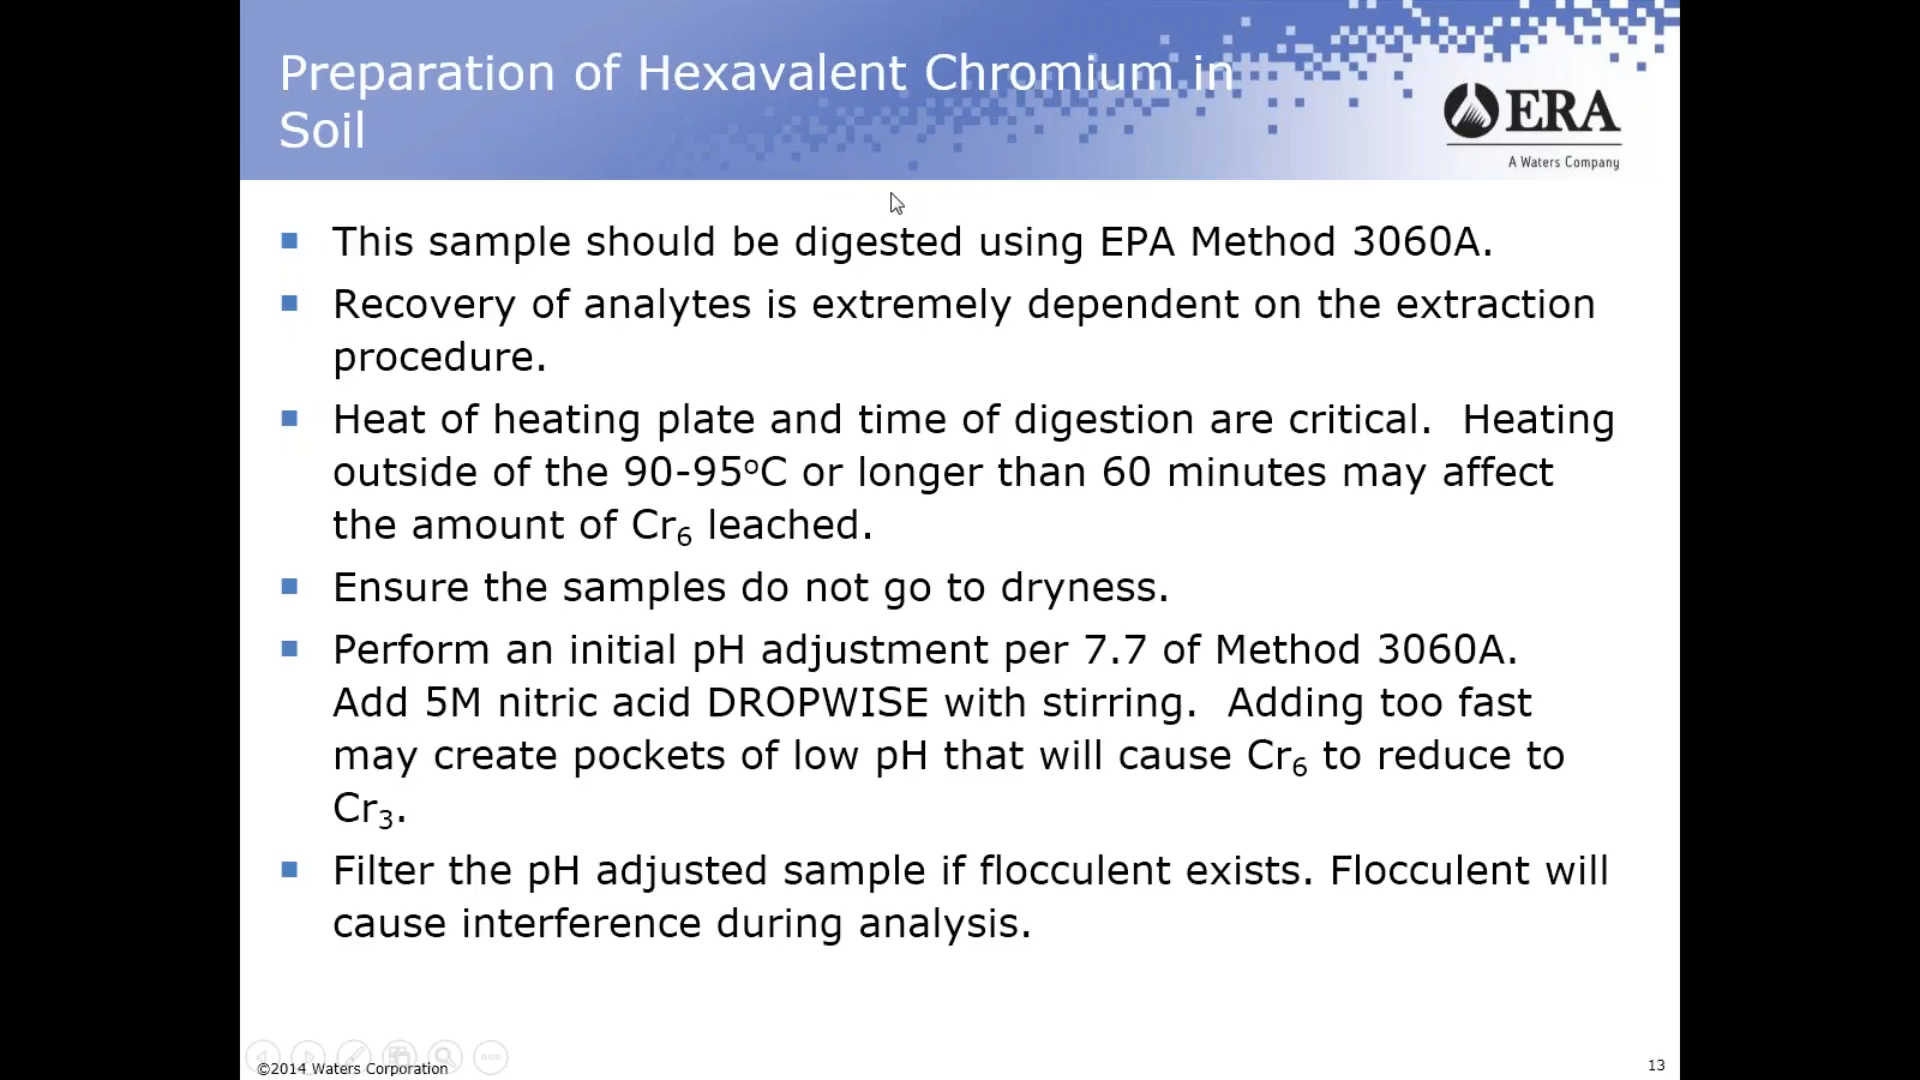 Preparation of Hexavalent Chromium in
Soil
ERA
A Waters Company
■ This sample should be digested using EPA Method 3060A.
■ Recovery of analytes is extremely dependent on the extraction
procedure.
■ Heat of heating plate and time of digestion are critical.  Heating
outside of the 90-95ºC or longer than 60 minutes may affect
the amount of Cr₆ leached.
■ Ensure the samples do not go to dryness.
■ Perform an initial pH adjustment per 7.7 of Method 3060A.
Add 5M nitric acid DROPWISE with stirring.  Adding too fast
may create pockets of low pH that will cause Cr₆ to reduce to
Cr₃.
■ Filter the pH adjusted sample if flocculent exists. Flocculent will
cause interference during analysis.
©2014 Waters Corporation
13